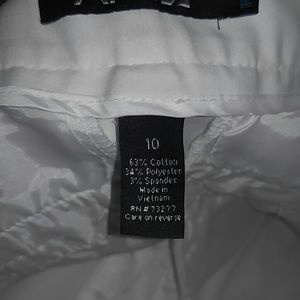 10
63% Cotton
34% Polyester
3% Spandex
Made in
Vietnam
RN# 73277
Care on reverse